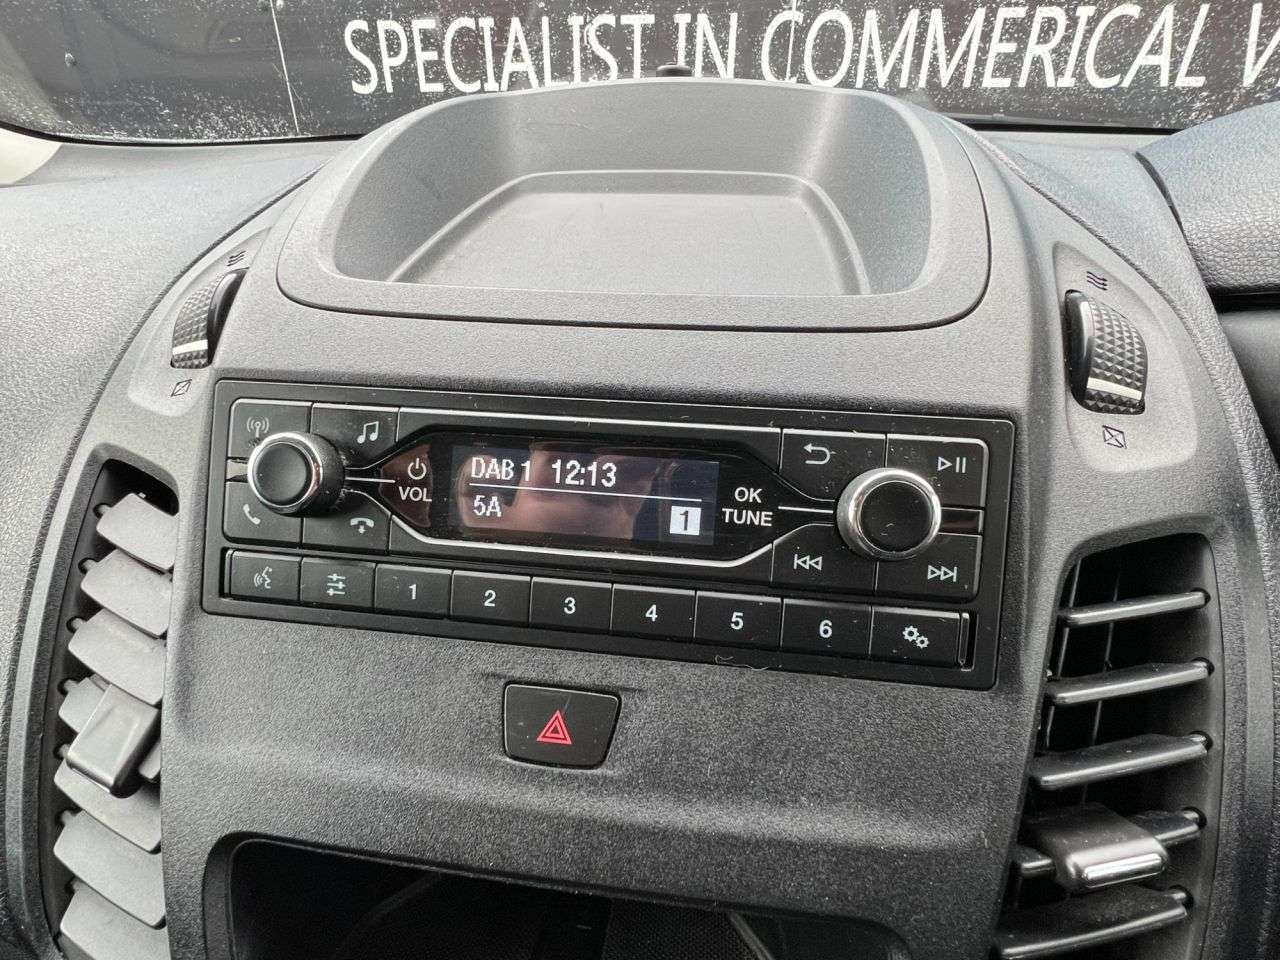 SPECIALIST IN COMMERICAL V
DAB 1 12:13
5A
1
VOL
OK
TUNE
1 2 3 4 5 6